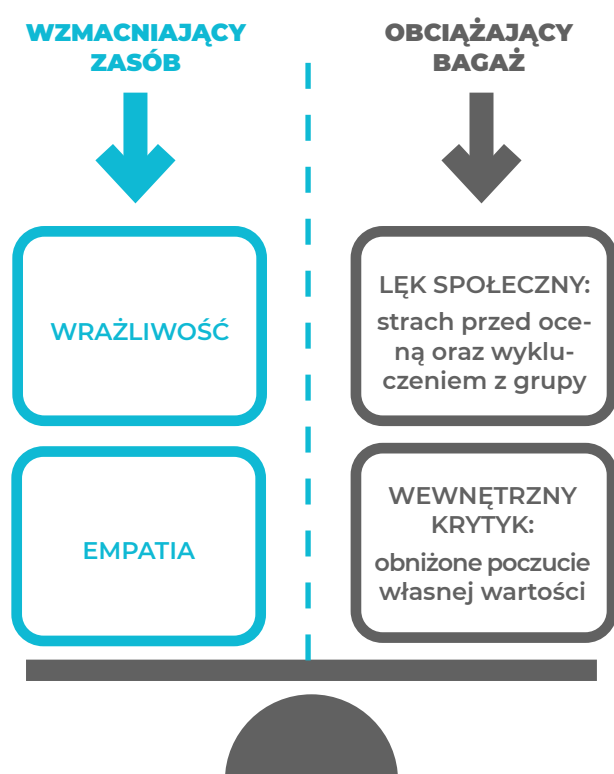 WZMACNIAJĄCY
ZASÓB
WRAŻLIWOŚĆ
EMPATIA
OBCIĄŻAJĄCY
BAGAŻ
LĘK SPOŁECZNY:
strach przed oce-
ną oraz wyklu-
czeniem z grupy
WEWNĘTRZNY
KRYTYK:
obniżone poczucie
własnej wartości